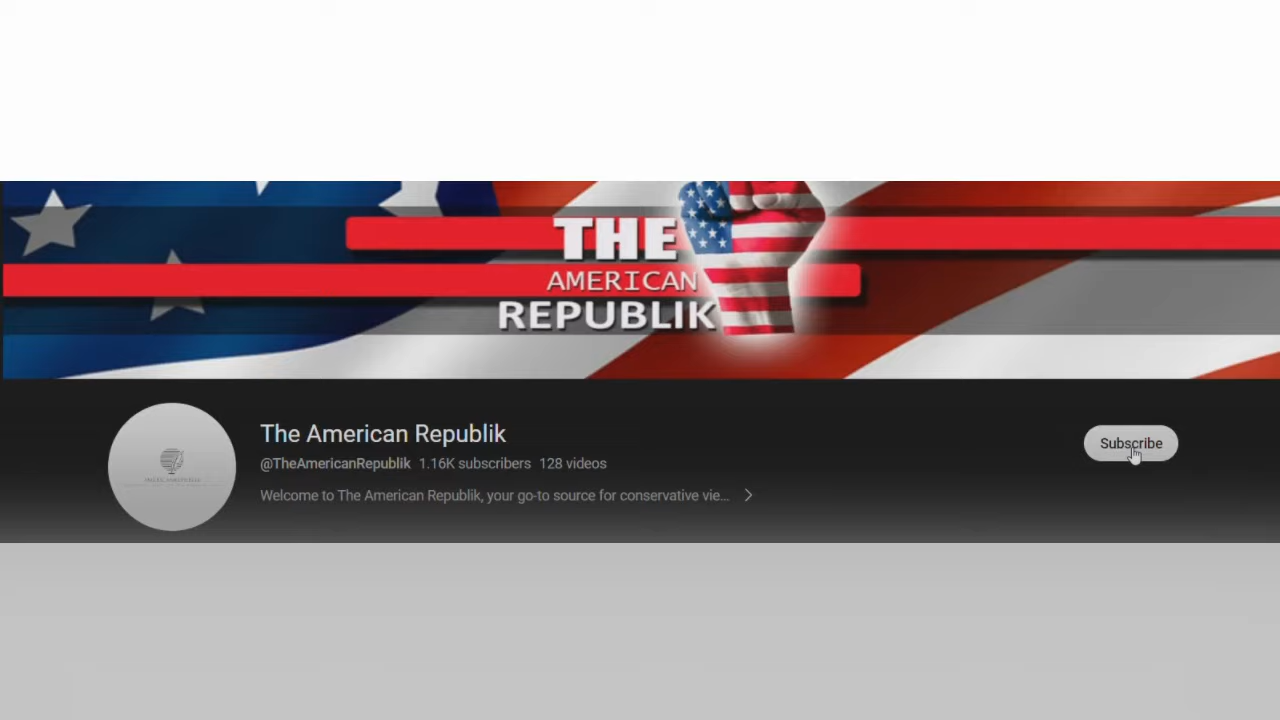 THE
AMERICAN
REPUBLIK
The American Republik
@TheAmericanRepublik 1.16K subscribers 128 videos
Subscribe
Welcome to The American Republik, your go-to source for conservative vie...